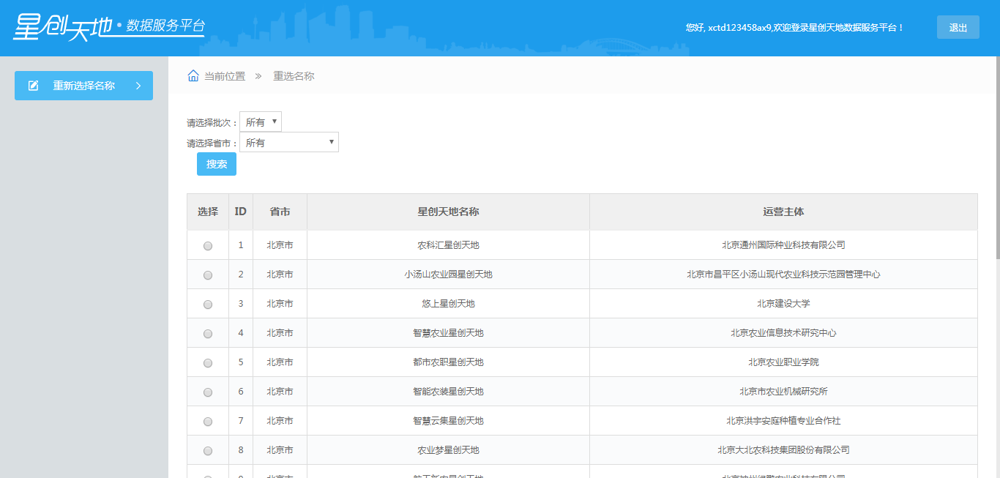 星创天地·数据服务平台
您好, xctd123458ax9,欢迎登录星创天地数据服务平台！
退出
重新选择名称
当前位置 » 重选名称
请选择批次：所有
请选择省市：所有
搜索
选择 ID 省市 星创天地名称 运营主体
1 北京市 农科汇星创天地 北京通州国际种业科技有限公司
2 北京市 小汤山农业园星创天地 北京市昌平区小汤山现代农业科技示范园管理中心
3 北京市 悠上星创天地 北京建设大学
4 北京市 智慧农业星创天地 北京农业信息技术研究中心
5 北京市 都市农职星创天地 北京农业职业学院
6 北京市 智能农装星创天地 北京市农业机械研究所
7 北京市 智慧云集星创天地 北京洪宇安庭种植专业合作社
8 北京市 农业梦星创天地 北京大北农科技集团股份有限公司